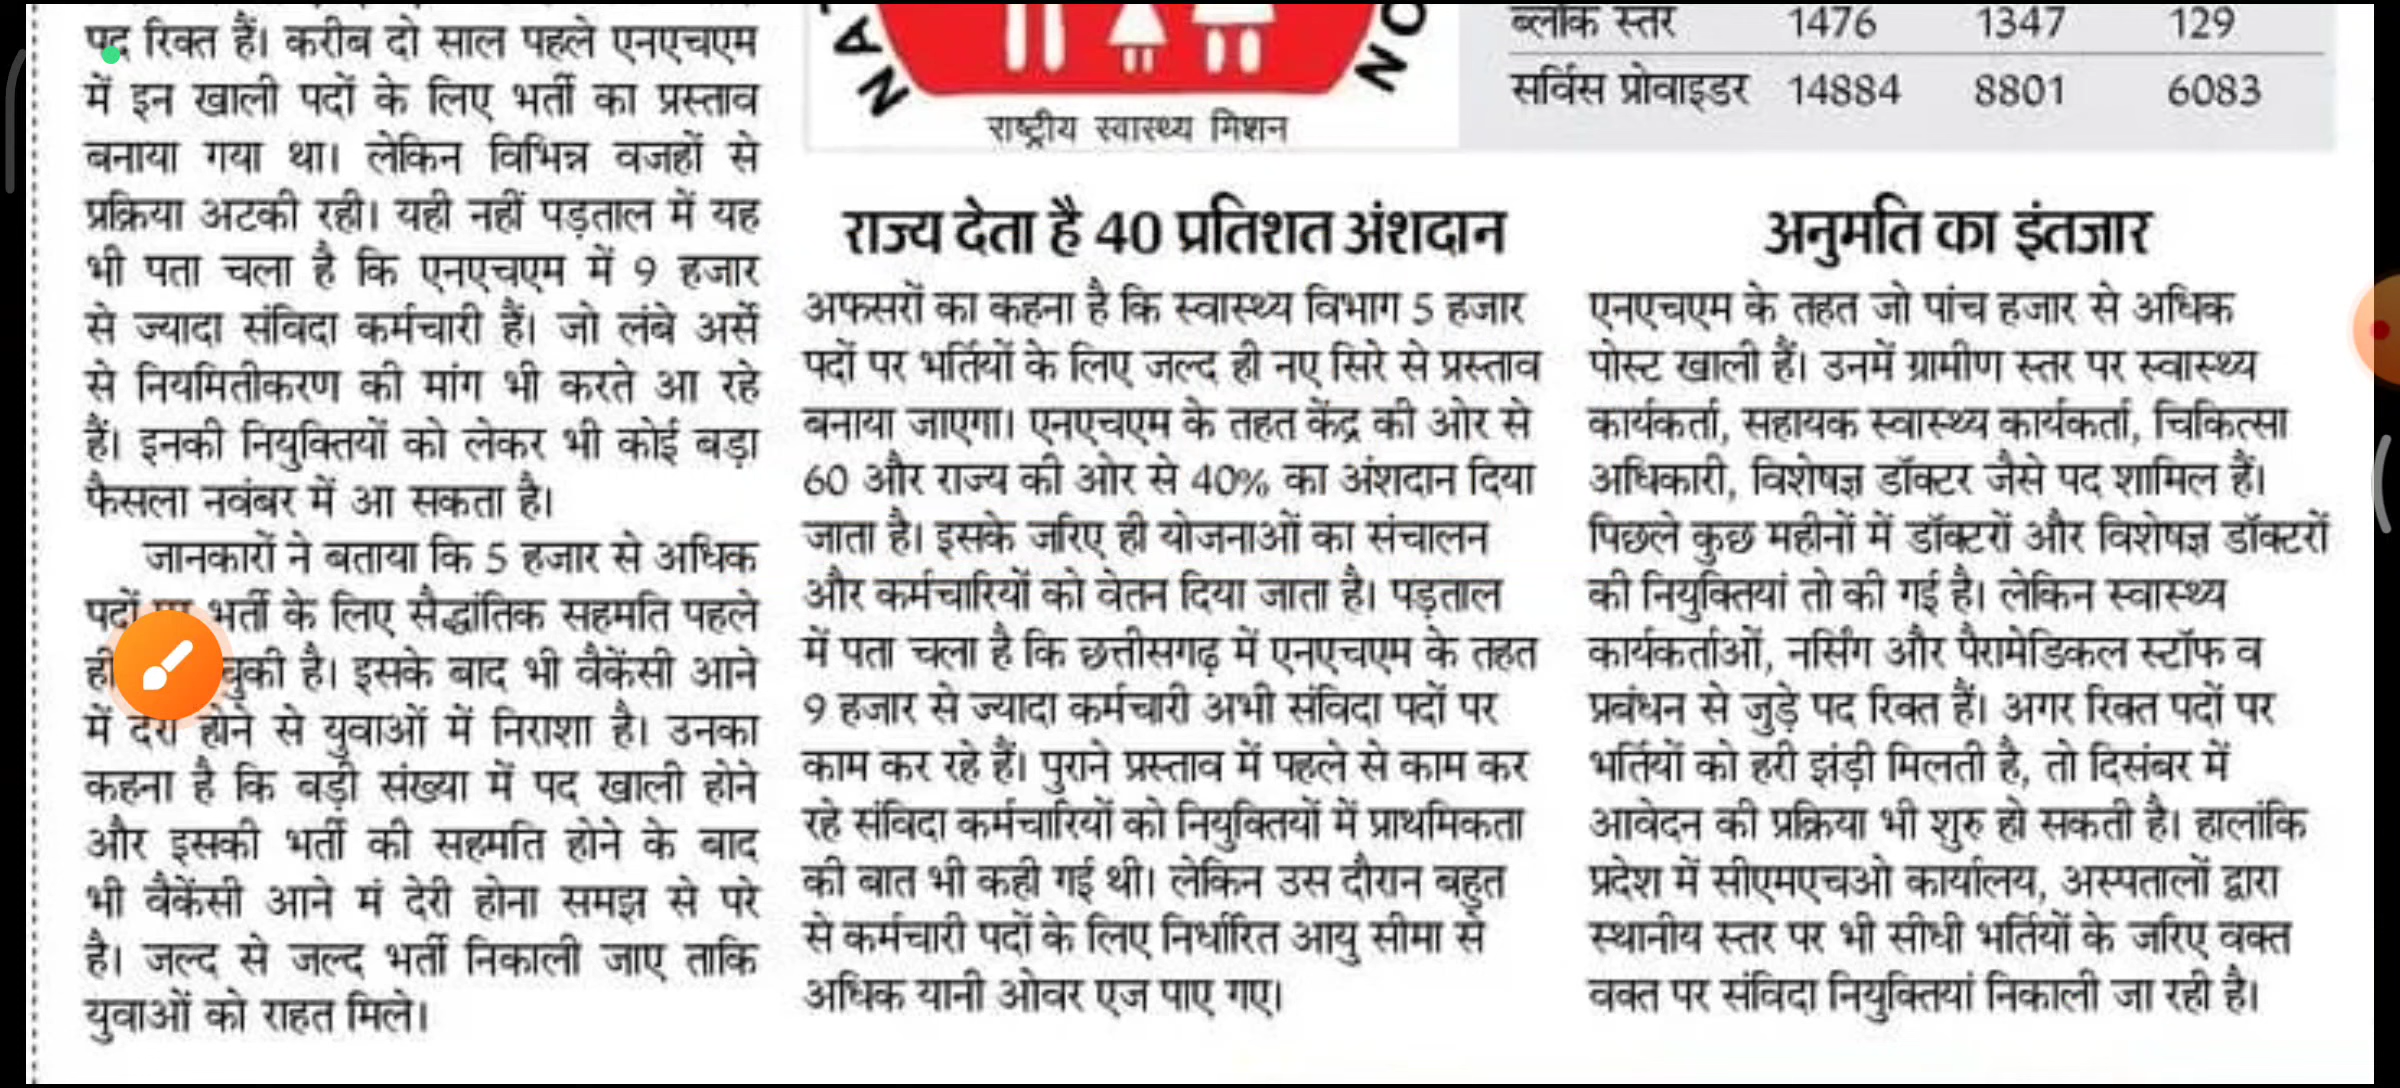 पद रिक्त हैं। करीब दो साल पहले एनएचएम
में इन खाली पदों के लिए भर्ती का प्रस्ताव
बनाया गया था। लेकिन विभिन्न वजहों से
प्रक्रिया अटकी रही। यही नहीं पड़ताल में यह
भी पता चला है कि एनएचएम में 9 हजार
से ज्यादा संविदा कर्मचारी हैं। जो लंबे अर्से
से नियमितीकरण की मांग भी करते आ रहे
हैं। इनकी नियुक्तियों को लेकर भी कोई बड़ा
फैसला नवंबर में आ सकता है।
जानकारों ने बताया कि 5 हजार से अधिक
पदों भर्ती के लिए सैद्धांतिक सहमति पहले
ही चुकी है। इसके बाद भी वैकेंसी आने
में देरी होने से युवाओं में निराशा है। उनका
कहना है कि बड़ी संख्या में पद खाली होने
और इसकी भर्ती की सहमति होने के बाद
भी वैकेंसी आने मं देरी होना समझ से परे
है। जल्द से जल्द भर्ती निकाली जाए ताकि
युवाओं को राहत मिले।
राष्ट्रीय स्वास्थ्य मिशन
ब्लॉक स्तर 1476 1347 129
सर्विस प्रोवाइडर 14884 8801 6083
राज्य देता है 40 प्रतिशत अंशदान
अफसरों का कहना है कि स्वास्थ्य विभाग 5 हजार
पदों पर भर्तियों के लिए जल्द ही नए सिरे से प्रस्ताव
बनाया जाएगा। एनएचएम के तहत केंद्र की ओर से
60 और राज्य की ओर से 40% का अंशदान दिया
जाता है। इसके जरिए ही योजनाओं का संचालन
और कर्मचारियों को वेतन दिया जाता है। पड़ताल
में पता चला है कि छत्तीसगढ़ में एनएचएम के तहत
9 हजार से ज्यादा कर्मचारी अभी संविदा पदों पर
काम कर रहे हैं। पुराने प्रस्ताव में पहले से काम कर
रहे संविदा कर्मचारियों को नियुक्तियों में प्राथमिकता
की बात भी कही गई थी। लेकिन उस दौरान बहुत
से कर्मचारी पदों के लिए निर्धारित आयु सीमा से
अधिक यानी ओवर एज पाए गए।
अनुमति का इंतजार
एनएचएम के तहत जो पांच हजार से अधिक
पोस्ट खाली हैं। उनमें ग्रामीण स्तर पर स्वास्थ्य
कार्यकर्ता, सहायक स्वास्थ्य कार्यकर्ता, चिकित्सा
अधिकारी, विशेषज्ञ डॉक्टर जैसे पद शामिल हैं।
पिछले कुछ महीनों में डॉक्टरों और विशेषज्ञ डॉक्टरों
की नियुक्तियां तो की गई है। लेकिन स्वास्थ्य
कार्यकर्ताओं, नर्सिंग और पैरामेडिकल स्टॉफ व
प्रबंधन से जुड़े पद रिक्त हैं। अगर रिक्त पदों पर
भर्तियों को हरी झंड़ी मिलती है, तो दिसंबर में
आवेदन की प्रक्रिया भी शुरु हो सकती है। हालांकि
प्रदेश में सीएमएचओ कार्यालय, अस्पतालों द्वारा
स्थानीय स्तर पर भी सीधी भर्तियों के जरिए वक्त
वक्त पर संविदा नियुक्तियां निकाली जा रही है।